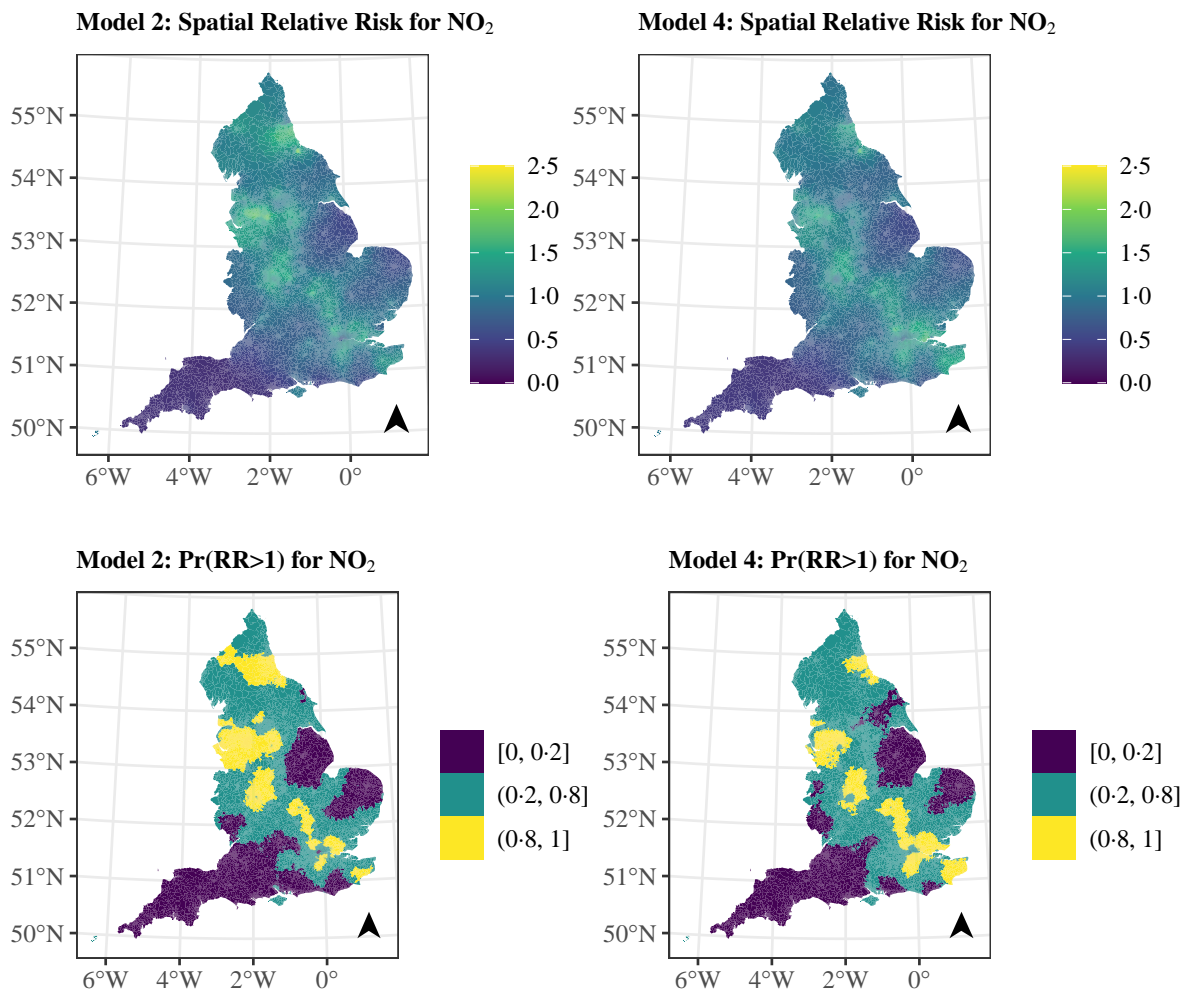 Model 2: Spatial Relative Risk for NO₂
Model 4: Spatial Relative Risk for NO₂
55°N
54°N
53°N
52°N
51°N
50°N
6°W 4°W 2°W 0°
2·5
2·0
1·5
1·0
0·5
0·0
55°N
54°N
53°N
52°N
51°N
50°N
6°W 4°W 2°W 0°
2·5
2·0
1·5
1·0
0·5
0·0
Model 2: Pr(RR>1) for NO₂
Model 4: Pr(RR>1) for NO₂
55°N
54°N
53°N
52°N
51°N
50°N
6°W 4°W 2°W 0°
[0, 0·2]
(0·2, 0·8]
(0·8, 1]
55°N
54°N
53°N
52°N
51°N
50°N
6°W 4°W 2°W 0°
[0, 0·2]
(0·2, 0·8]
(0·8, 1]